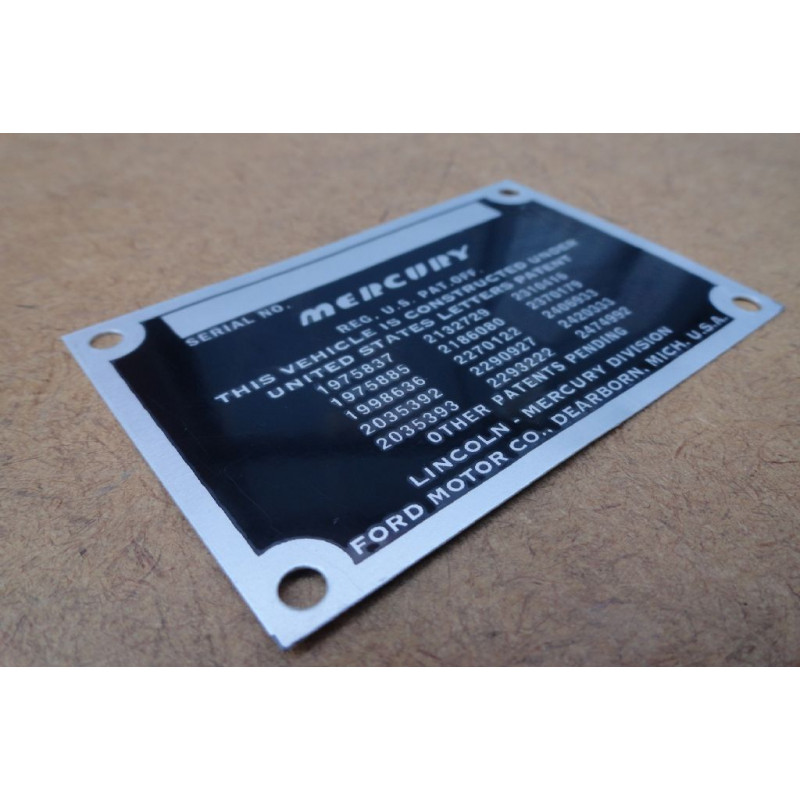 SERIAL NO.
MERCURY
REG. U.S. PAT. OFF.
THIS VEHICLE IS CONSTRUCTED UNDER
UNITED STATES LETTERS PATENT
1975837 2132729 2310416
1975885 2186080 2370179
1998636 2270122 2406933
2035392 2290927 2420333
2035393 2293222 2474992
OTHER PATENTS PENDING
LINCOLN - MERCURY DIVISION
FORD MOTOR CO., DEARBORN, MICH, U.S.A.